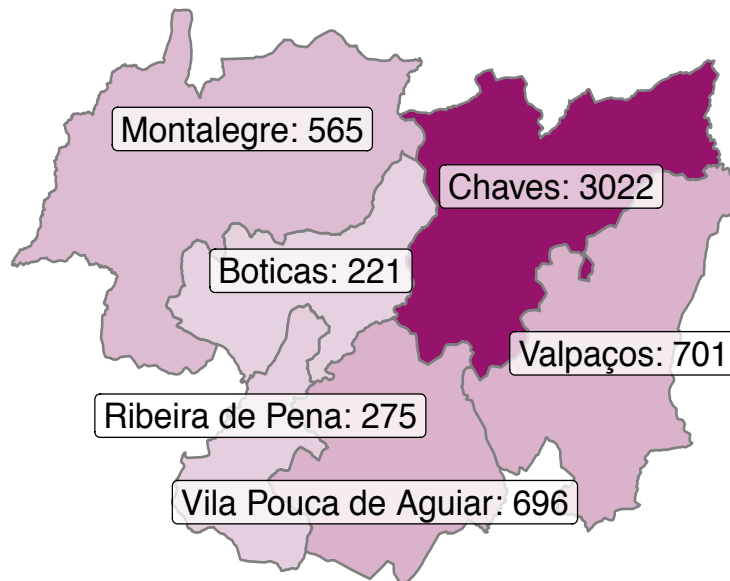 Montalegre: 565
Chaves: 3022
Boticas: 221
Valpaços: 701
Ribeira de Pena: 275
Vila Pouca de Aguiar: 696